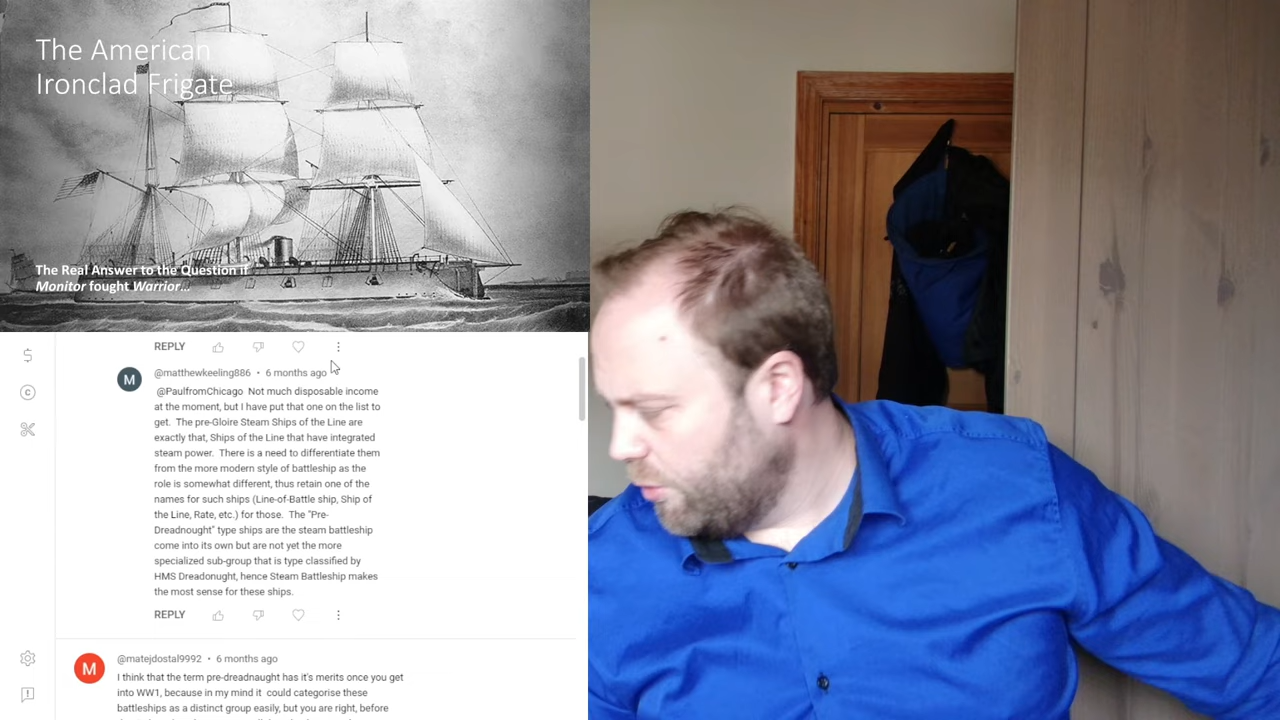 The American
Ironclad Frigate
The Real Answer to the Question if
Monitor fought Warrior...
REPLY
@matthewkeeling886 • 6 months ago
@PaulfromChicago Not much disposable income
at the moment, but I have put that one on the list to
get. The pre-Gloire Steam Ships of the Line are
exactly that, Ships of the Line that have integrated
steam power. There is a need to differentiate them
from the more modern style of battleship as the
role is somewhat different, thus retain one of the
names for such ships (Line-of-Battle ship, Ship of
the Line, Rate, etc.) for those. The "Pre-
Dreadnought" type ships are the steam battleship
come into its own but are not yet the more
specialized sub-group that is type classified by
HMS Dreadonught, hence Steam Battleship makes
the most sense for these ships.
REPLY
M
@matejdostal9992 • 6 months ago
M
I think that the term pre-dreadnaught has it's merits once you get
into WW1, because in my mind it could categorise these
battleships as a distinct group easily, but you are right, before